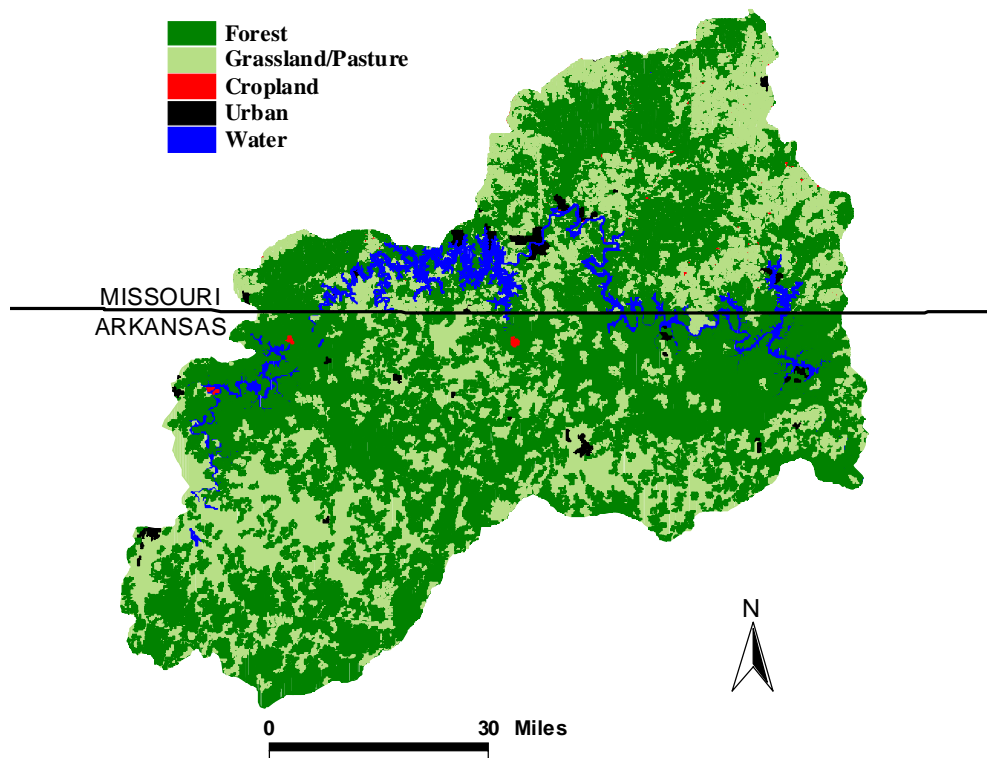 Forest
Grassland/Pasture
Cropland
Urban
Water
MISSOURI
ARKANSAS
N
0 30 Miles